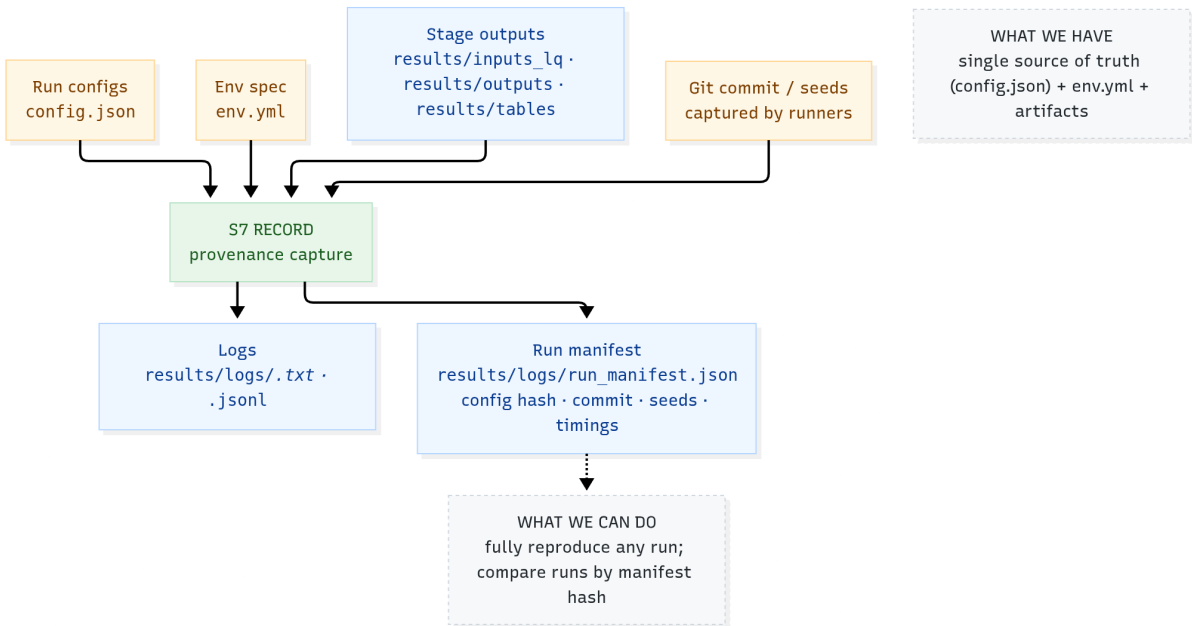 Run configs
config.json
Env spec
env.yml
Stage outputs
results/inputs_lq ·
results/outputs ·
results/tables
Git commit / seeds
captured by runners
WHAT WE HAVE
single source of truth
(config.json) + env.yml +
artifacts
S7 RECORD
provenance capture
Logs
results/logs/.txt ·
.jsonl
Run manifest
results/logs/run_manifest.json
config hash · commit · seeds ·
timings
WHAT WE CAN DO
fully reproduce any run;
compare runs by manifest
hash